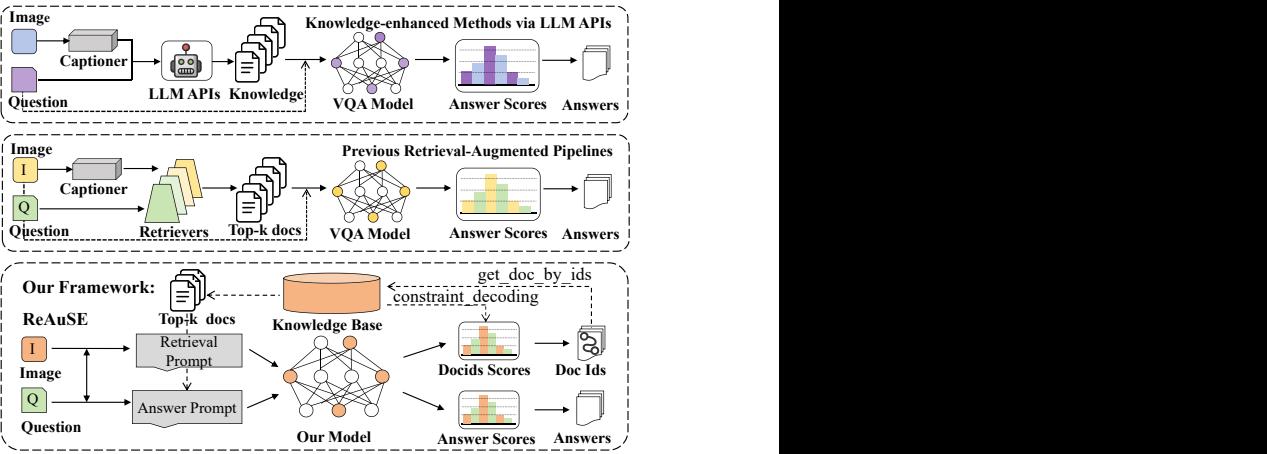 Image
Knowledge-enhanced Methods via LLM APIs
Captioner
Question
LLM APIs
Knowledge
VQA Model
Answer Scores
Answers
Image
Previous Retrieval-Augmented Pipelines
I
Captioner
Q
Question
Retrievers
Top-k docs
VQA Model
Answer Scores
Answers
Our Framework:
ReAuSE
get_doc_by_ids
constraint_decoding
Top-k docs
Knowledge Base
I
Image
Retrieval
Prompt
Docids Scores
Doc Ids
Q
Question
Answer Prompt
Our Model
Answer Scores
Answers